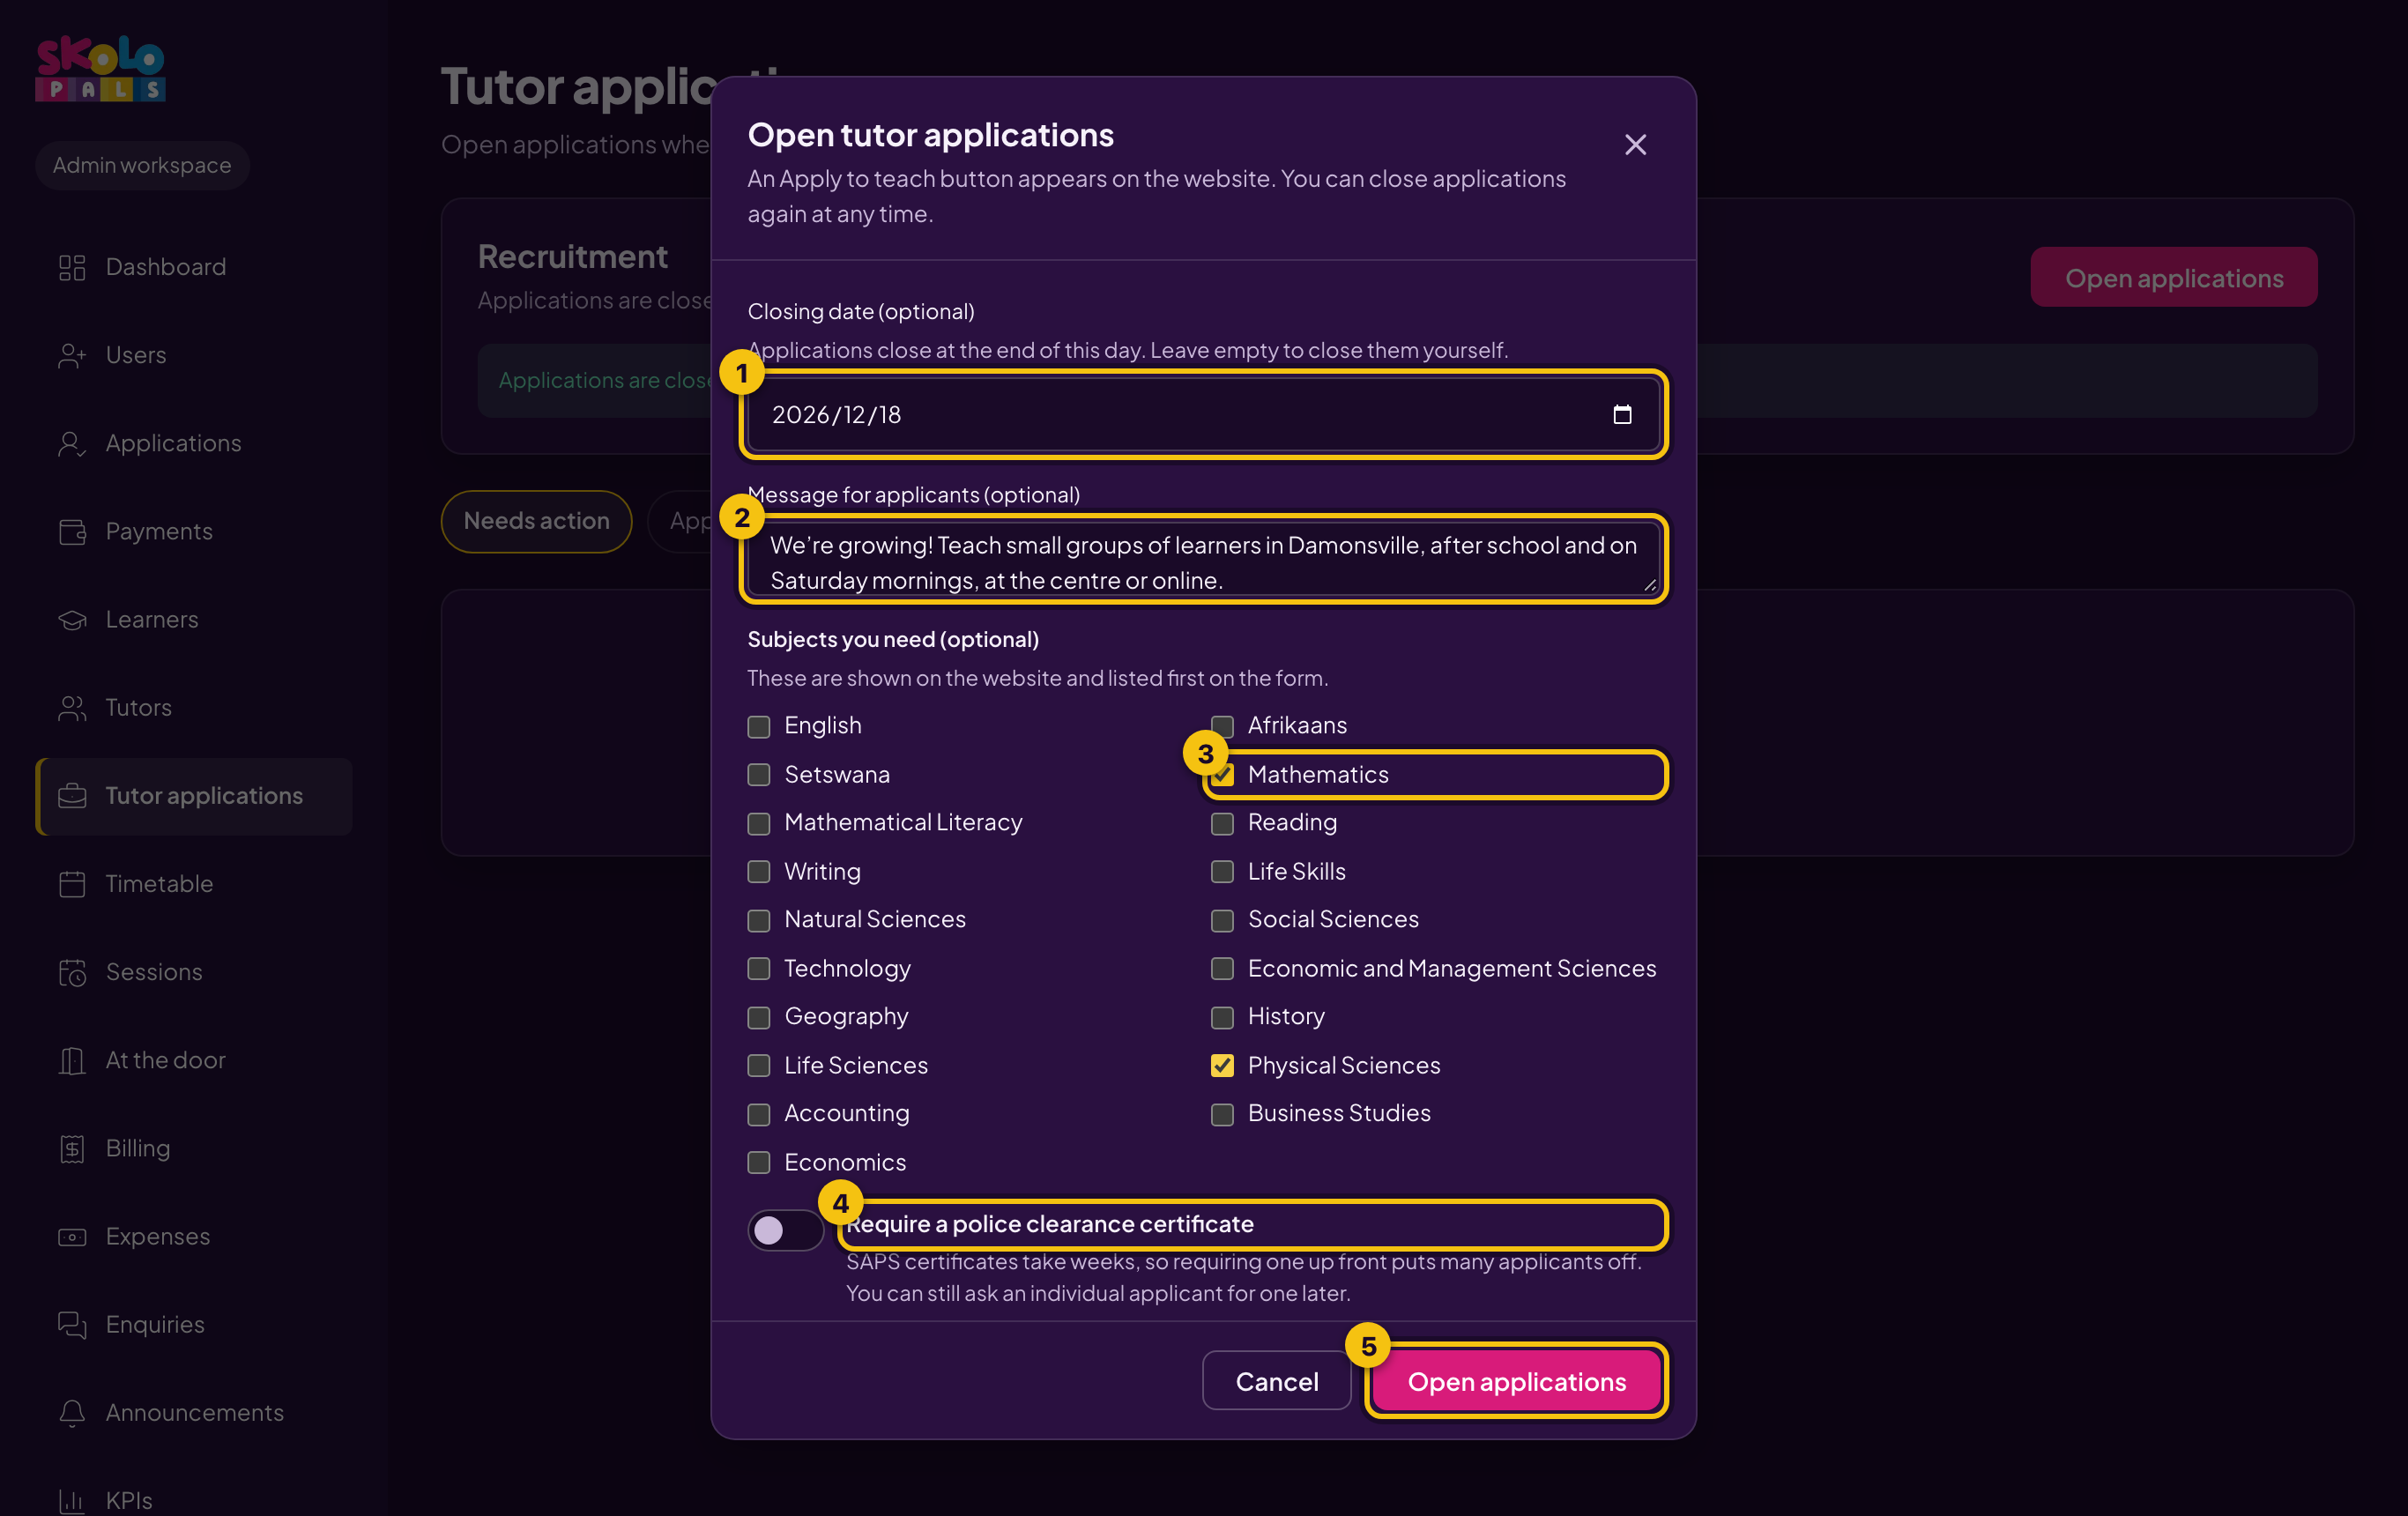 SKOLO
PALS
Admin workspace
Dashboard
Users
Applications
Payments
Learners
Tutors
Tutor applications
Timetable
Sessions
At the door
Billing
Expenses
Enquiries
Announcements
KPIs
Tutor applicati
Open applications whe
Recruitment
Applications are close
Open applications
Applications are close
Needs action
App
Open tutor applications
An Apply to teach button appears on the website. You can close applications
again at any time.
Closing date (optional)
Applications close at the end of this day. Leave empty to close them yourself.
1
2026/12/18
Message for applicants (optional)
2
We’re growing! Teach small groups of learners in Damonsville, after school and on
Saturday mornings, at the centre or online.
Subjects you need (optional)
These are shown on the website and listed first on the form.
English
Afrikaans
Setswana
3
Mathematics
Mathematical Literacy
Reading
Writing
Life Skills
Natural Sciences
Social Sciences
Technology
Economic and Management Sciences
Geography
History
Life Sciences
Physical Sciences
Accounting
Business Studies
Economics
4
Require a police clearance certificate
SAPS certificates take weeks, so requiring one up front puts many applicants off.
You can still ask an individual applicant for one later.
Cancel
5
Open applications